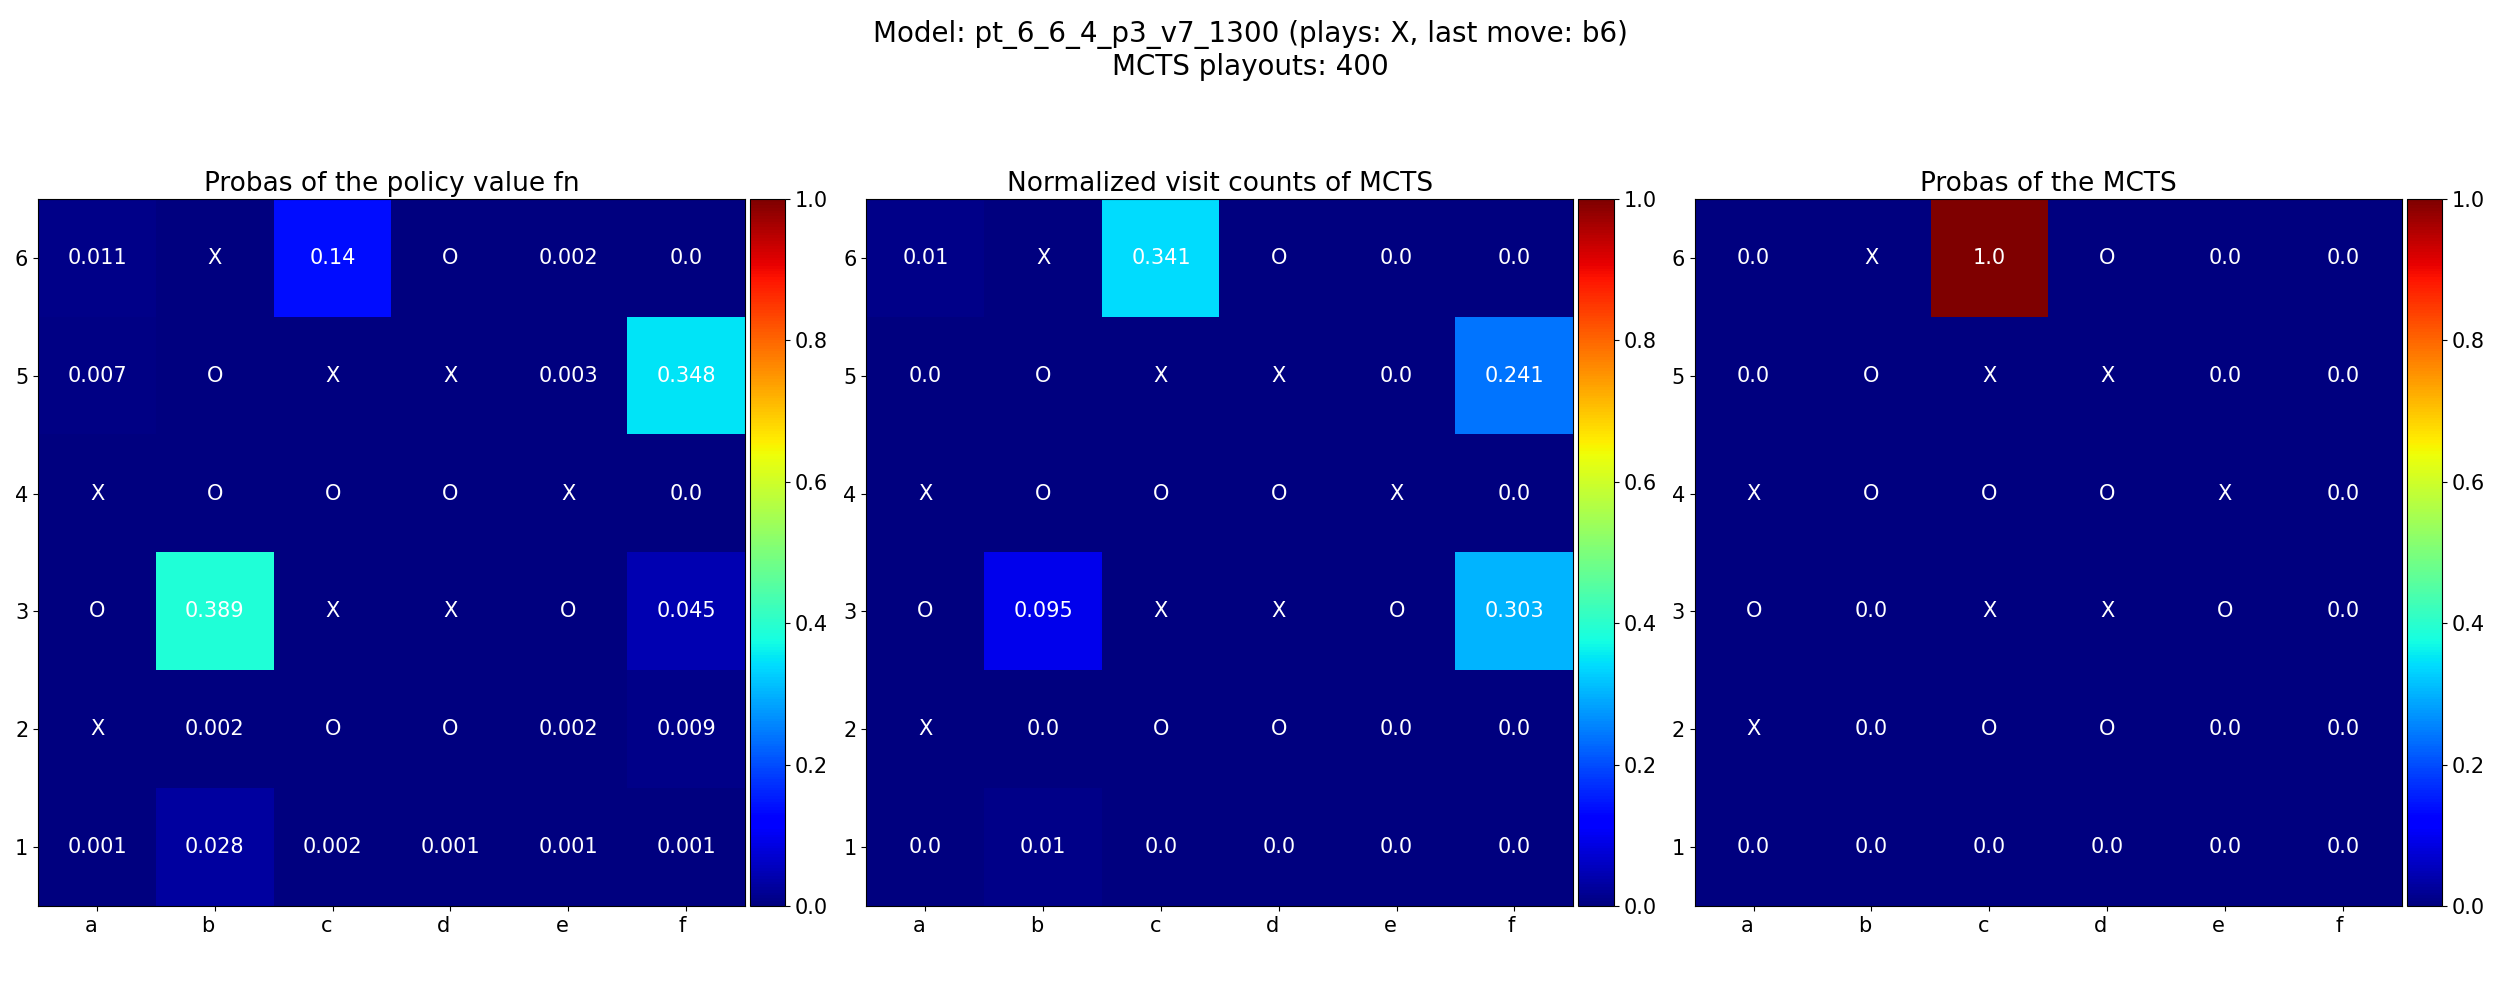 Model: pt_6_6_4_p3_v7_1300 (plays: X, last move: b6)
MCTS playouts: 400
Probas of the policy value fn
6 0.011 X 0.14 O 0.002 0.0
5 0.007 O X X 0.003 0.348
4 X O O O X 0.0
3 O 0.389 X X O 0.045
2 X 0.002 O O 0.002 0.009
1 0.001 0.028 0.002 0.001 0.001 0.001
a b c d e f
1.0
0.8
0.6
0.4
0.2
0.0
Normalized visit counts of MCTS
6 0.01 X 0.341 O 0.0 0.0
5 0.0 O X X 0.0 0.241
4 X O O O X 0.0
3 O 0.095 X X O 0.303
2 X 0.0 O O 0.0 0.0
1 0.0 0.01 0.0 0.0 0.0 0.0
a b c d e f
1.0
0.8
0.6
0.4
0.2
0.0
Probas of the MCTS
6 0.0 X 1.0 O 0.0 0.0
5 0.0 O X X 0.0 0.0
4 X O O O X 0.0
3 O 0.0 X X O 0.0
2 X 0.0 O O 0.0 0.0
1 0.0 0.0 0.0 0.0 0.0 0.0
a b c d e f
1.0
0.8
0.6
0.4
0.2
0.0